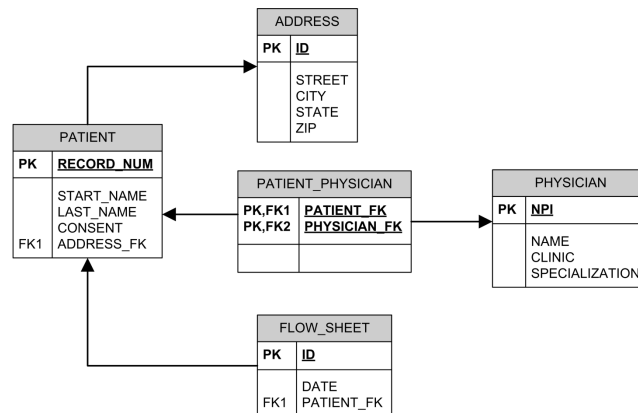 ADDRESS
PK ID
STREET
CITY
STATE
ZIP
PATIENT
PK RECORD_NUM
START_NAME
LAST_NAME
CONSENT
FK1 ADDRESS_FK
PATIENT_PHYSICIAN
PK,FK1 PATIENT_FK
PK,FK2 PHYSICIAN_FK
PHYSICIAN
PK NPI
NAME
CLINIC
SPECIALIZATION
FLOW_SHEET
PK ID
DATE
FK1 PATIENT_FK